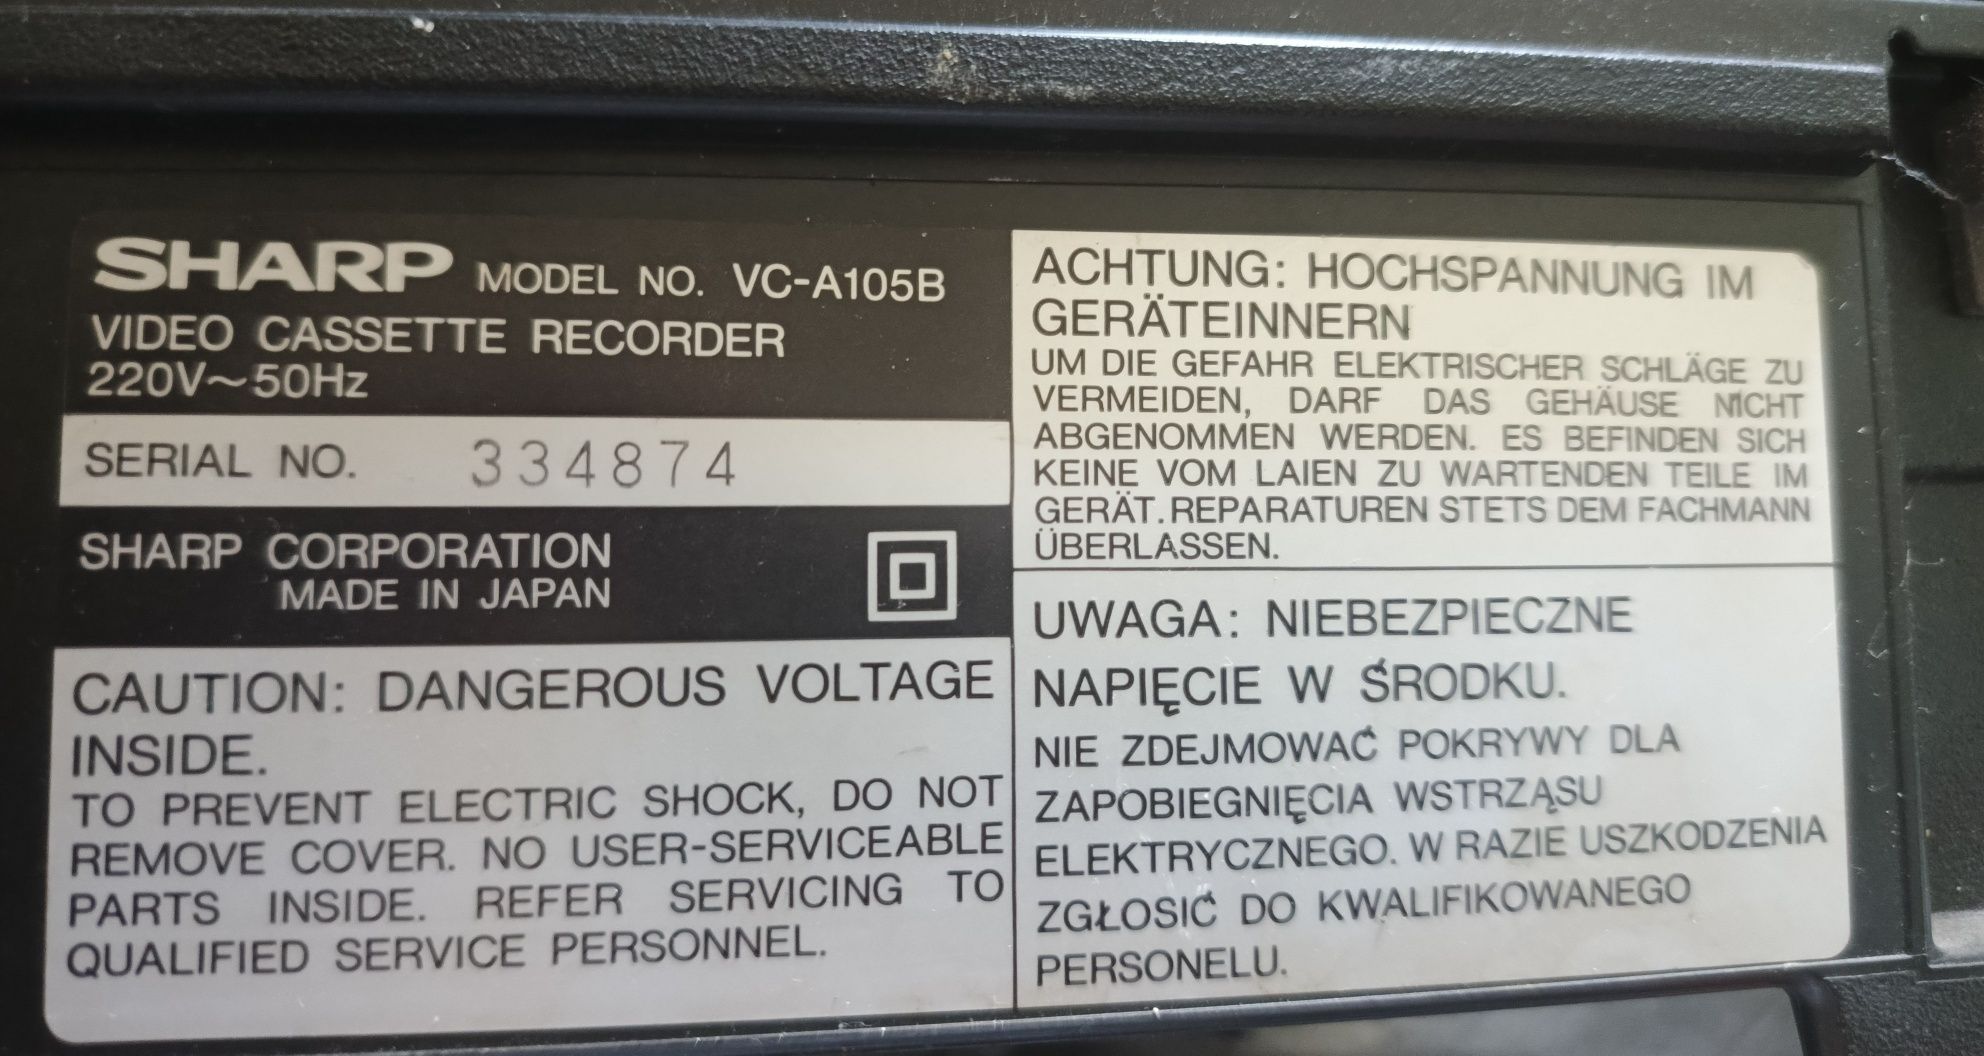 SHARP MODEL NO. VC-A105B
VIDEO CASSETTE RECORDER
220V~50Hz
SERIAL NO. 334874
SHARP CORPORATION
MADE IN JAPAN
CAUTION: DANGEROUS VOLTAGE
INSIDE.
TO PREVENT ELECTRIC SHOCK, DO NOT
REMOVE COVER. NO USER-SERVICEABLE
PARTS INSIDE. REFER SERVICING TO
QUALIFIED SERVICE PERSONNEL.
ACHTUNG: HOCHSPANNUNG IM
GERÄTEINNERN
UM DIE GEFAHR ELEKTRISCHER SCHLÄGE ZU
VERMEIDEN, DARF DAS GEHÄUSE NICHT
ABGENOMMEN WERDEN. ES BEFINDEN SICH
KEINE VOM LAIEN ZU WARTENDEN TEILE IM
GERÄT.REPARATUREN STETS DEM FACHMANN
ÜBERLASSEN.
UWAGA: NIEBEZPIECZNE
NAPIĘCIE W ŚRODKU.
NIE ZDEJMOWAĆ POKRYWY DLA
ZAPOBIEGNIĘCIA WSTRZĄSU
ELEKTRYCZNEGO. W RAZIE USZKODZENIA
ZGŁOSIĆ DO KWALIFIKOWANEGO
PERSONELU.